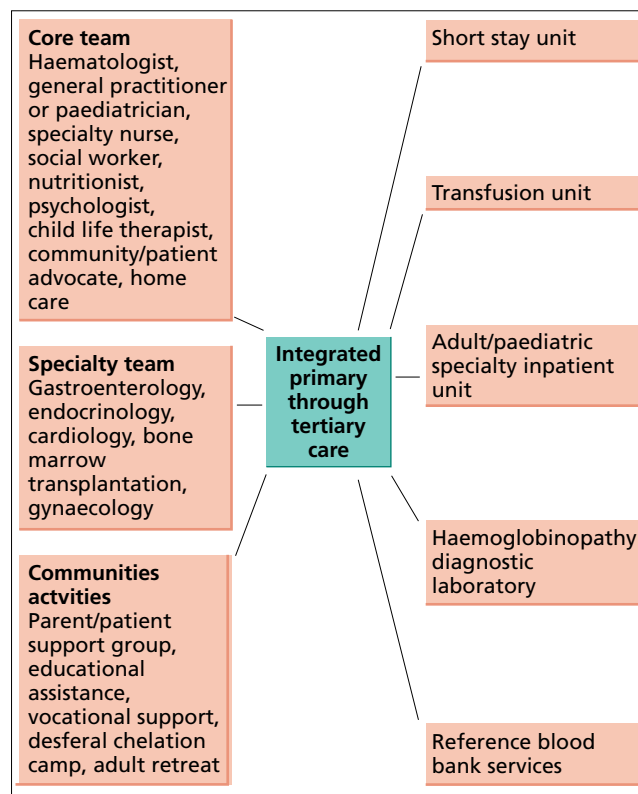 Core team
Haematologist,
general practitioner
or paediatrician,
specialty nurse,
social worker,
nutritionist,
psychologist,
child life therapist,
community/patient
advocate, home
care
Specialty team
Gastroenterology,
endocrinology,
cardiology, bone
marrow
transplantation,
gynaecology
Communities
actvities
Parent/patient
support group,
educational
assistance,
vocational support,
desferal chelation
camp, adult retreat
Integrated
primary
through
tertiary
care
Short stay unit
Transfusion unit
Adult/paediatric
specialty inpatient
unit
Haemoglobinopathy
diagnostic
laboratory
Reference blood
bank services